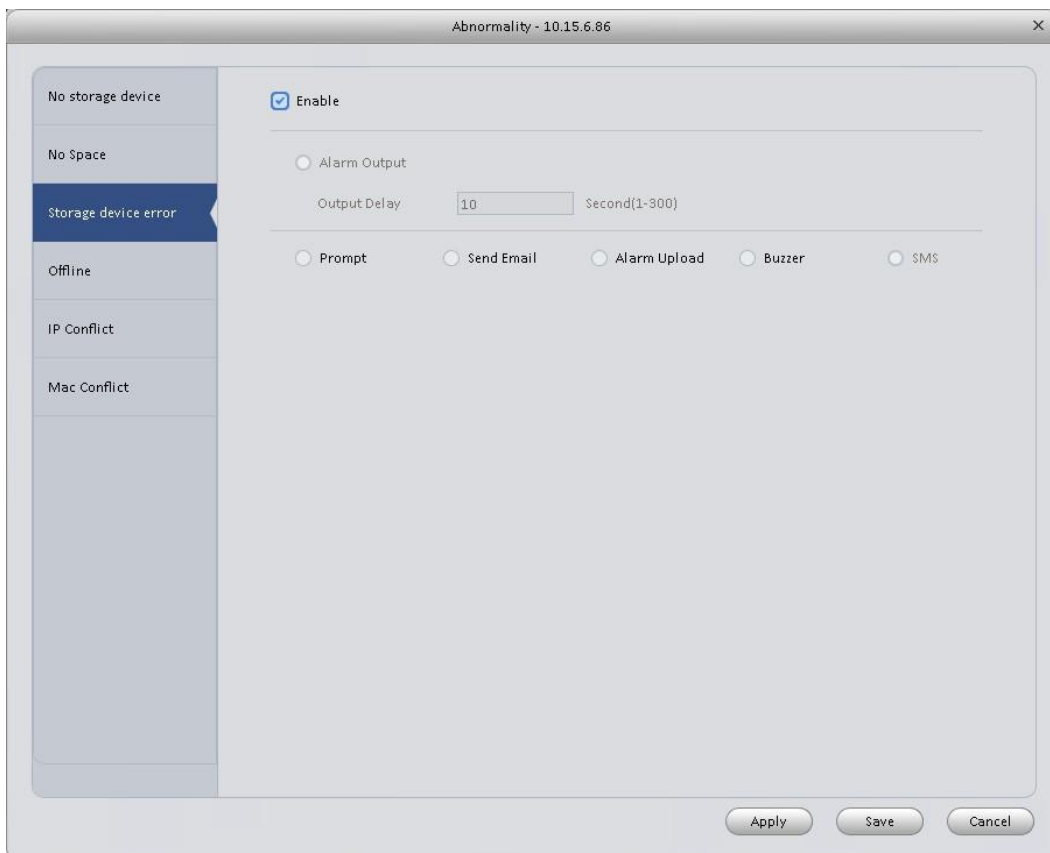 Abnormality - 10.15.6.86
No storage device
No Space
Storage device error
Offline
IP Conflict
Mac Conflict
Enable
Alarm Output
Output Delay 10 Second(1-300)
Prompt Send Email Alarm Upload Buzzer SMS
Apply Save Cancel